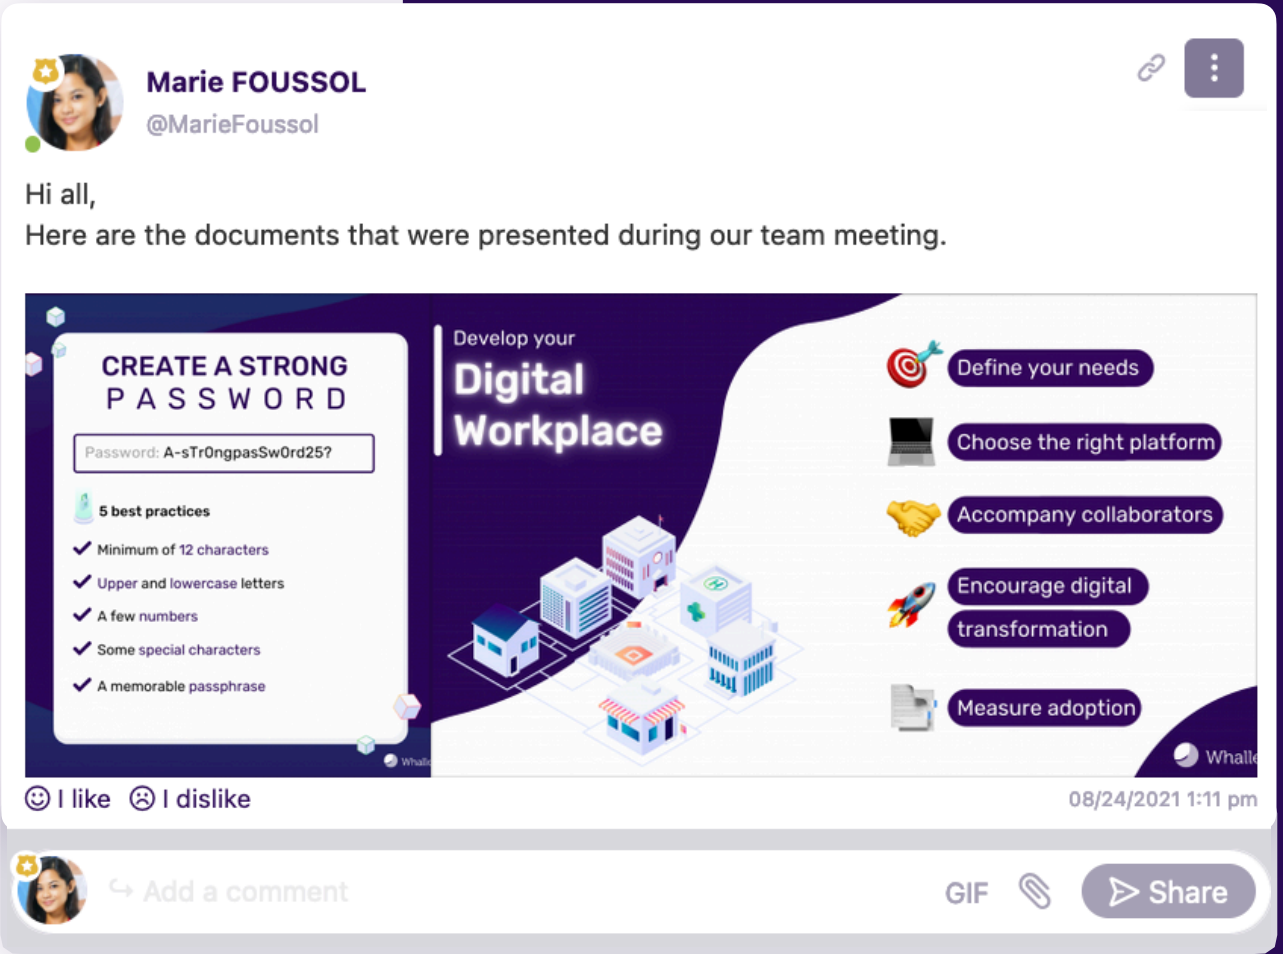 Marie FOUSSOL
@MarieFoussol
Hi all,
Here are the documents that were presented during our team meeting.
CREATE A STRONG
PASSWORD
Password: A-sTr0ngpasSw0rd25?
5 best practices
Minimum of 12 characters
Upper and lowercase letters
A few numbers
Some special characters
A memorable passphrase
Whalle
Develop your
Digital
Workplace
Define your needs
Choose the right platform
Accompany collaborators
Encourage digital
transformation
Measure adoption
Whalle
I like I dislike
08/24/2021 1:11 pm
Add a comment
GIF
Share